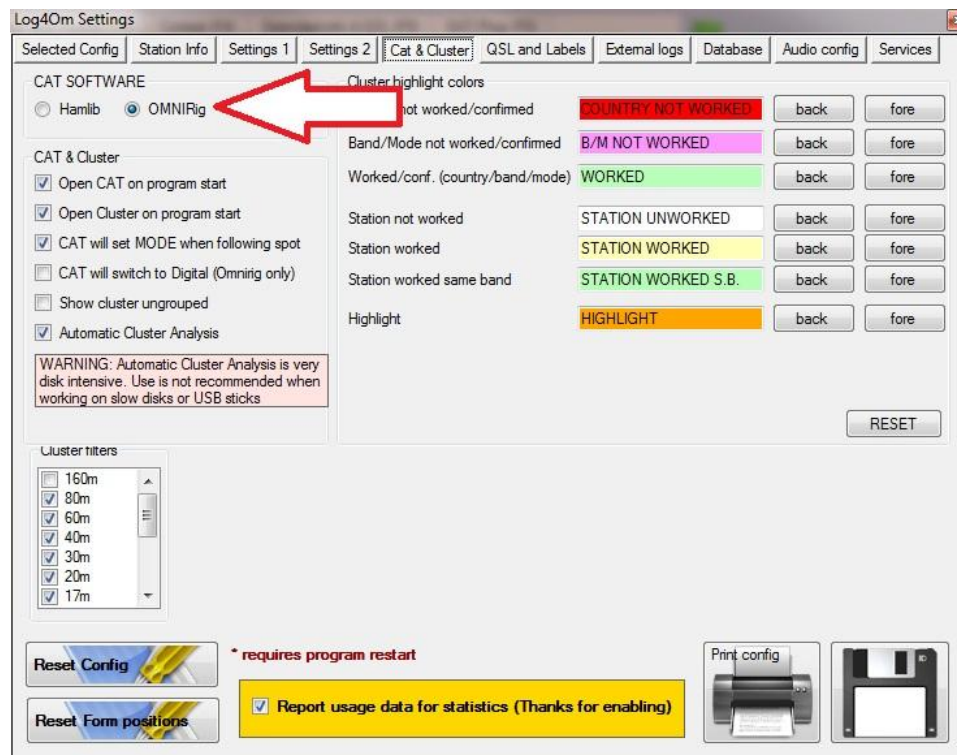 Log4Om Settings
Selected Config Station Info Settings 1 Settings 2 Cat & Cluster QSL and Labels External logs Database Audio config Services
CAT SOFTWARE
Hamlib OMNIRig
CAT & Cluster
Open CAT on program start
Open Cluster on program start
CAT will set MODE when following spot
CAT will switch to Digital (Omnirig only)
Show cluster ungrouped
Automatic Cluster Analysis
WARNING: Automatic Cluster Analysis is very
disk intensive. Use is not recommended when
working on slow disks or USB sticks
Cluster highlight colors
not worked/confirmed COUNTRY NOT WORKED back fore
Band/Mode not worked/confirmed B/M NOT WORKED back fore
Worked/conf. (country/band/mode) WORKED back fore
Station not worked STATION UNWORKED back fore
Station worked STATION WORKED back fore
Station worked same band STATION WORKED S.B. back fore
Highlight HIGHLIGHT back fore
RESET
Cluster filters
160m
80m
60m
40m
30m
20m
17m
Reset Config
Reset Form positions
* requires program restart
Report usage data for statistics (Thanks for enabling)
Print config